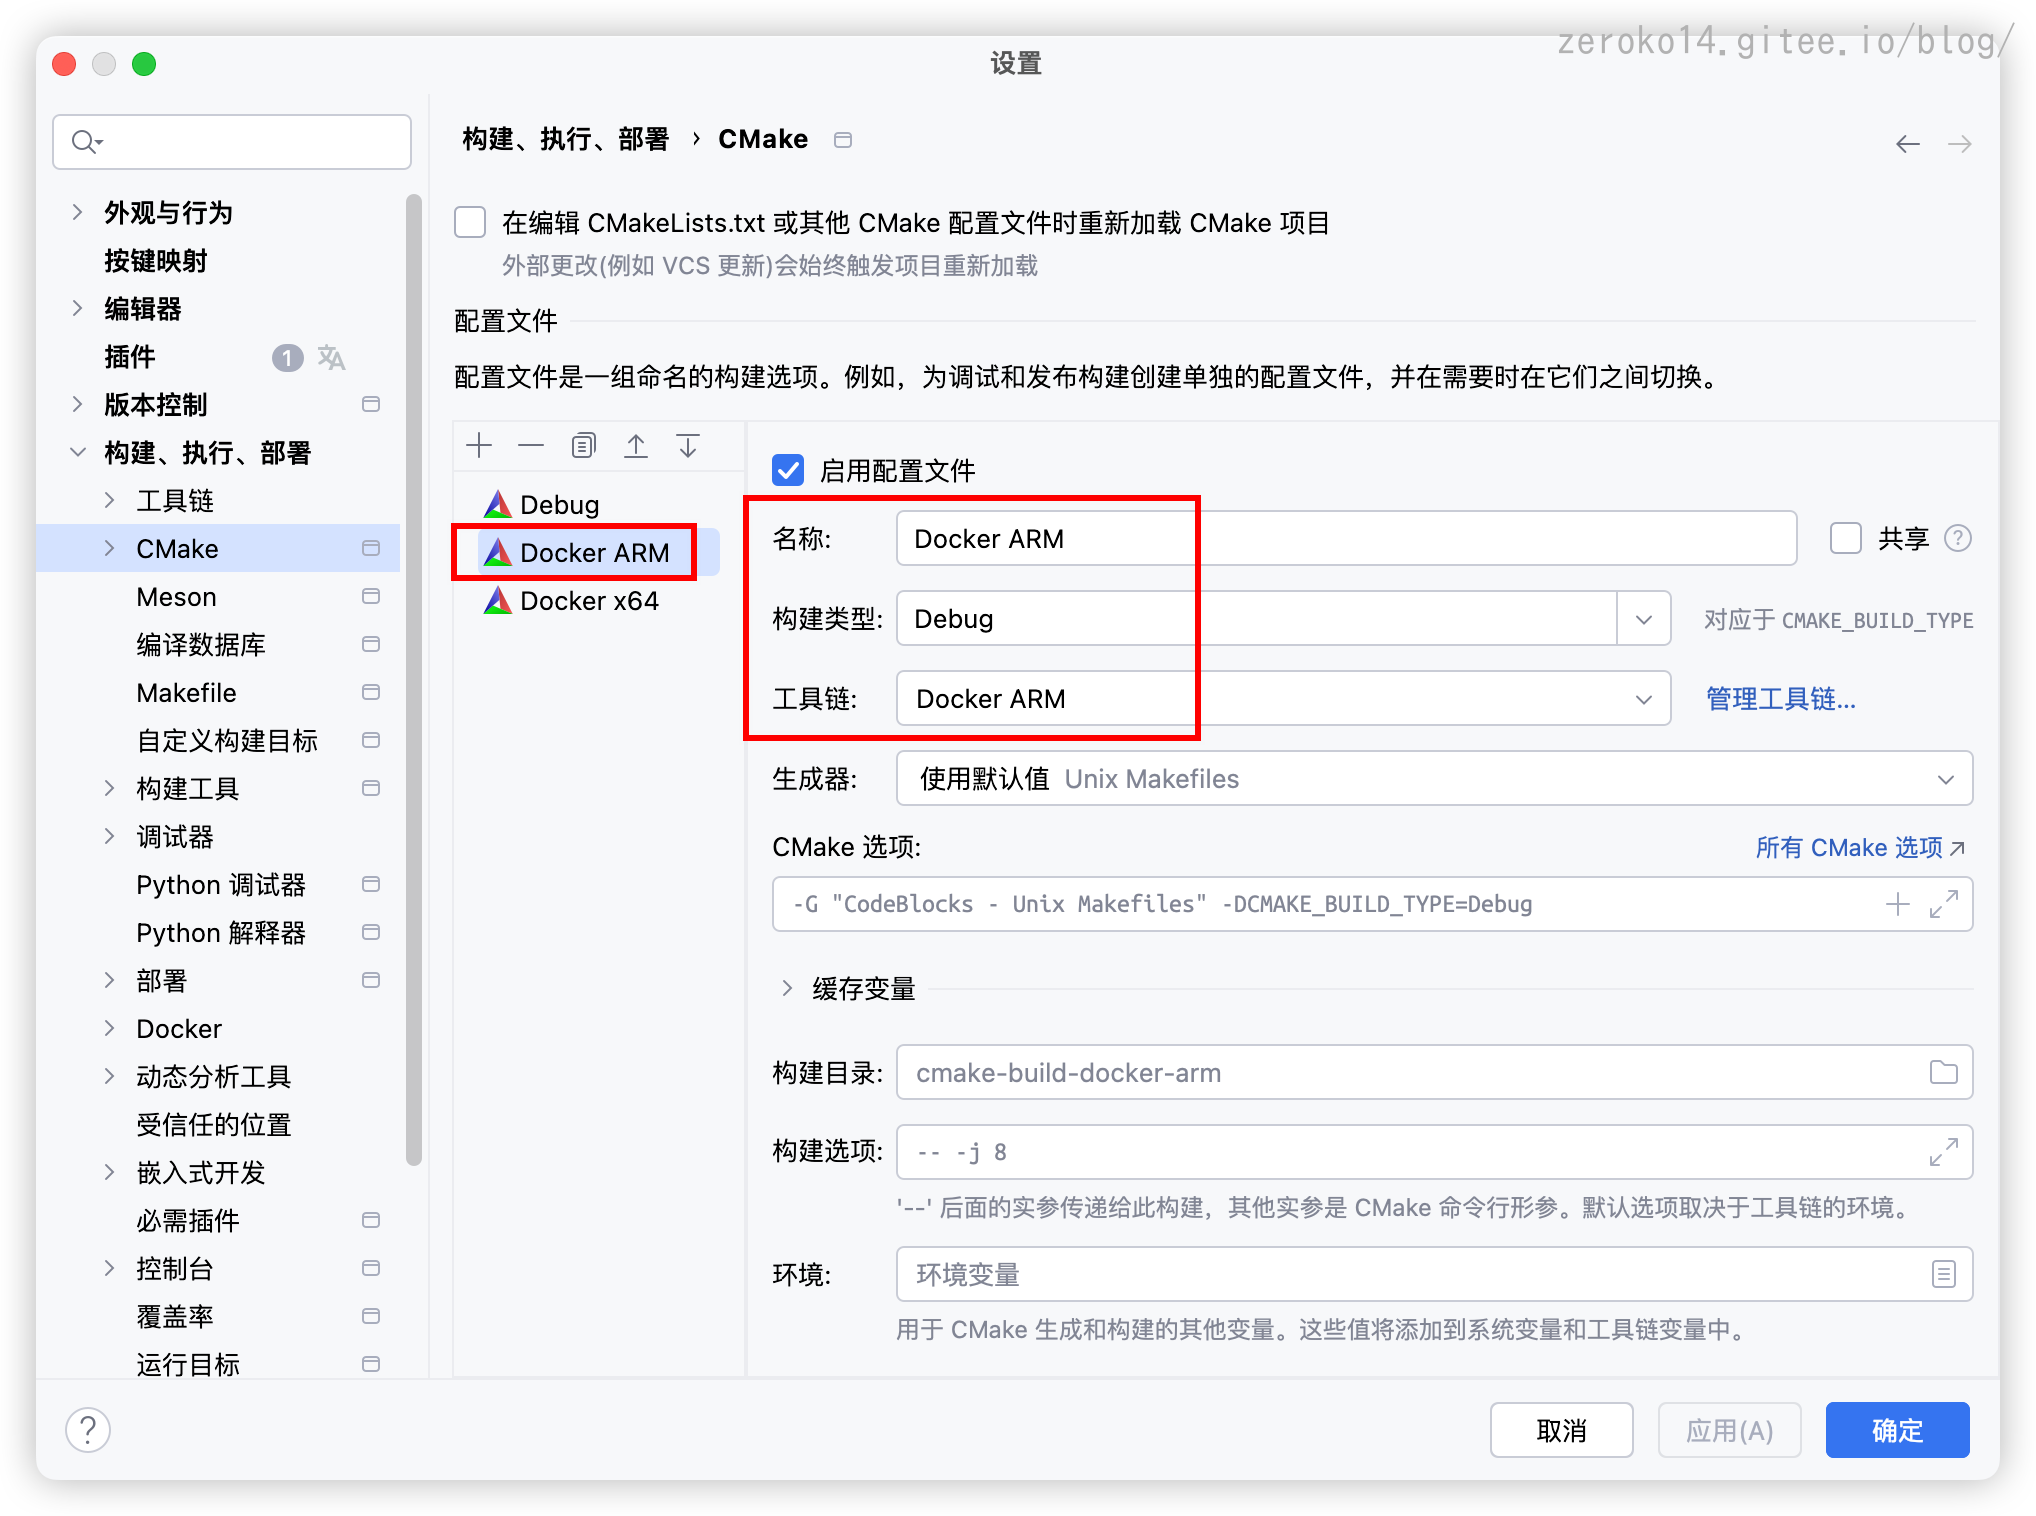 zeroko14.gitee.io/blog/
设置
构建、执行、部署 › CMake
外观与行为
按键映射
编辑器
插件 1
版本控制
构建、执行、部署
工具链
CMake
Meson
编译数据库
Makefile
自定义构建目标
构建工具
调试器
Python 调试器
Python 解释器
部署
Docker
动态分析工具
受信任的位置
嵌入式开发
必需插件
控制台
覆盖率
运行目标
在编辑 CMakeLists.txt 或其他 CMake 配置文件时重新加载 CMake 项目
外部更改(例如 VCS 更新)会始终触发项目重新加载
配置文件
配置文件是一组命名的构建选项。例如，为调试和发布构建创建单独的配置文件，并在需要时在它们之间切换。
Debug
Docker ARM
Docker x64
启用配置文件
名称: Docker ARM 共享 ?
构建类型: Debug 对应于 CMAKE_BUILD_TYPE
工具链: Docker ARM 管理工具链...
生成器: 使用默认值 Unix Makefiles
CMake 选项: 所有 CMake 选项↗
-G "CodeBlocks - Unix Makefiles" -DCMAKE_BUILD_TYPE=Debug
缓存变量
构建目录: cmake-build-docker-arm
构建选项: -- -j 8
'--' 后面的实参传递给此构建，其他实参是 CMake 命令行形参。默认选项取决于工具链的环境。
环境: 环境变量
用于 CMake 生成和构建的其他变量。这些值将添加到系统变量和工具链变量中。
? 取消 应用(A) 确定